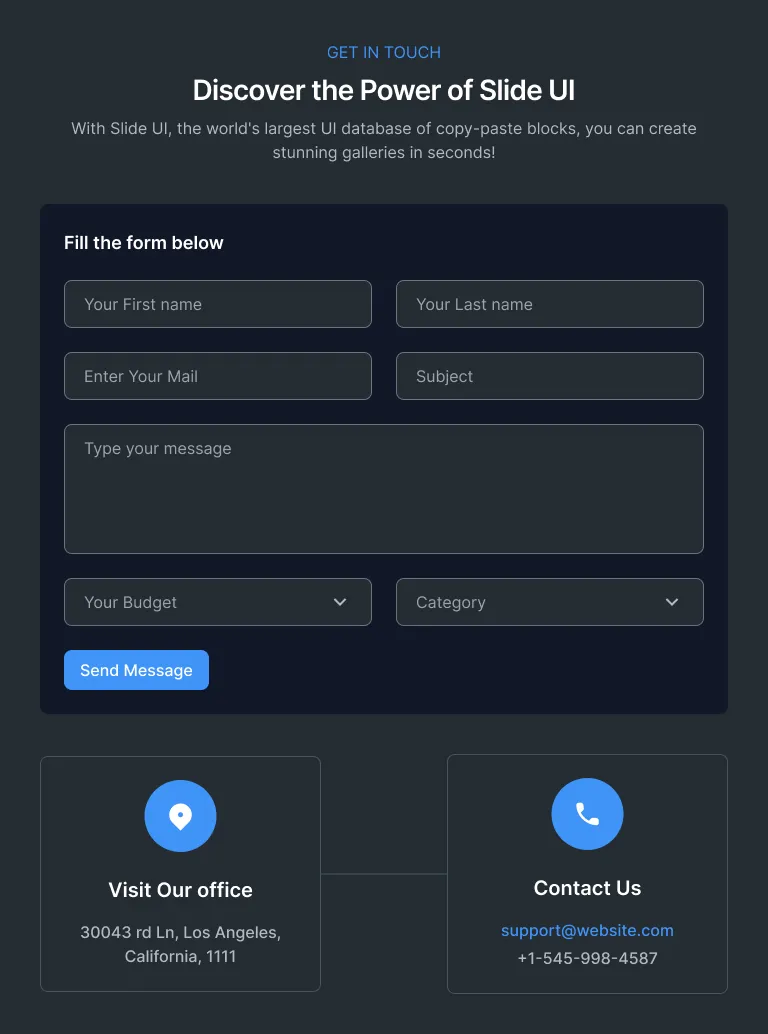 GET IN TOUCH
Discover the Power of Slide UI
With Slide UI, the world's largest UI database of copy-paste blocks, you can create
stunning galleries in seconds!
Fill the form below
Your First name
Your Last name
Enter Your Mail
Subject
Type your message
Your Budget
Category
Send Message
Visit Our office
30043 rd Ln, Los Angeles,
California, 1111
Contact Us
support@website.com
+1-545-998-4587